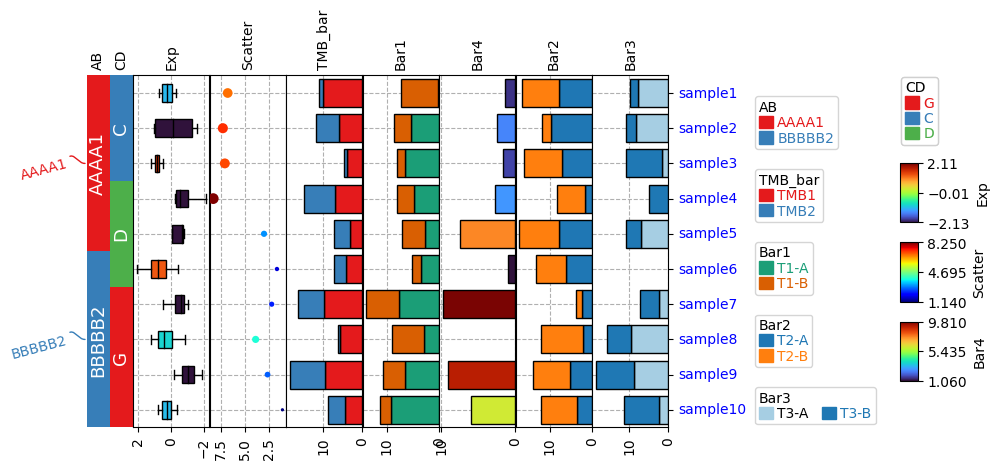 AB
CD
Exp
Scatter
TMB_bar
Bar1
Bar4
Bar2
Bar3
AAAA1
BBBBB2
AAAA1
BBBBB2
C
D
G
sample1
sample2
sample3
sample4
sample5
sample6
sample7
sample8
sample9
sample10
2
0
−2
7.5
5.0
2.5
10
0
10
0
10
0
10
0
10
0
AB
AAAA1
BBBBB2
TMB_bar
TMB1
TMB2
Bar1
T1-A
T1-B
Bar2
T2-A
T2-B
Bar3
T3-A T3-B
CD
G
C
D
2.11
−0.01
−2.13
Exp
8.250
4.695
1.140
Scatter
9.810
5.435
1.060
Bar4